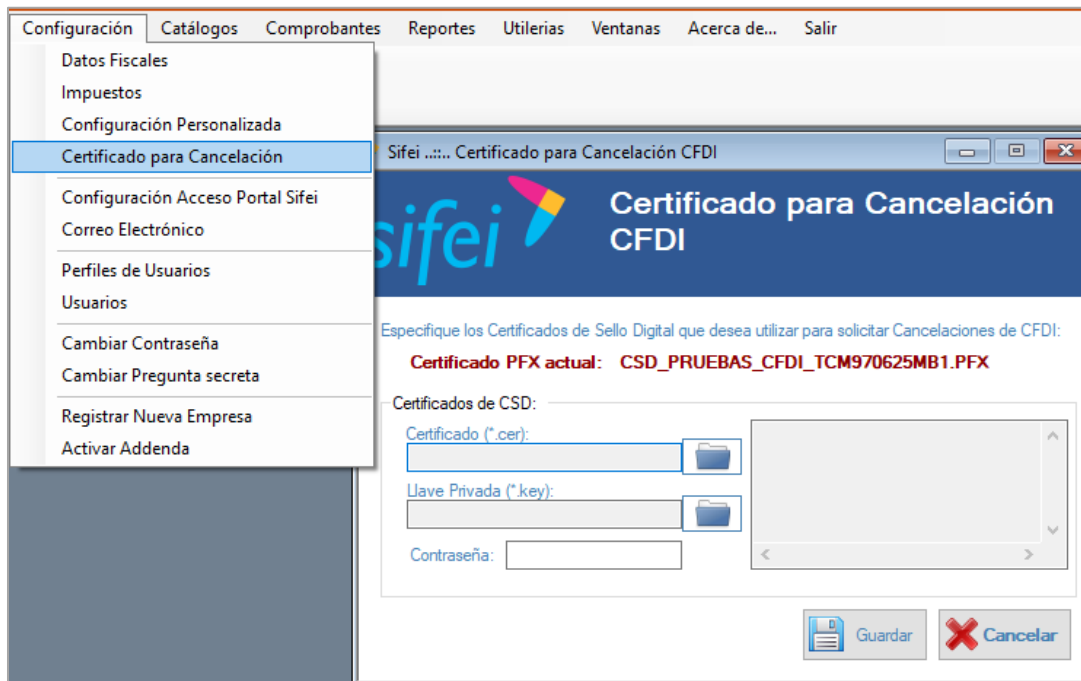 Configuración Catálogos Comprobantes Reportes Utilerias Ventanas Acerca de... Salir
Datos Fiscales
Impuestos
Configuración Personalizada
Certificado para Cancelación
Configuración Acceso Portal Sifei
Correo Electrónico
Perfiles de Usuarios
Usuarios
Cambiar Contraseña
Cambiar Pregunta secreta
Registrar Nueva Empresa
Activar Addenda
Sifei ..::.. Certificado para Cancelación CFDI
sifei
Certificado para Cancelación
CFDI
Especifique los Certificados de Sello Digital que desea utilizar para solicitar Cancelaciones de CFDI:
Certificado PFX actual: CSD_PRUEBAS_CFDI_TCM970625MB1.PFX
Certificados de CSD:
Certificado (*.cer):
Llave Privada (*.key):
Contraseña:
Guardar Cancelar